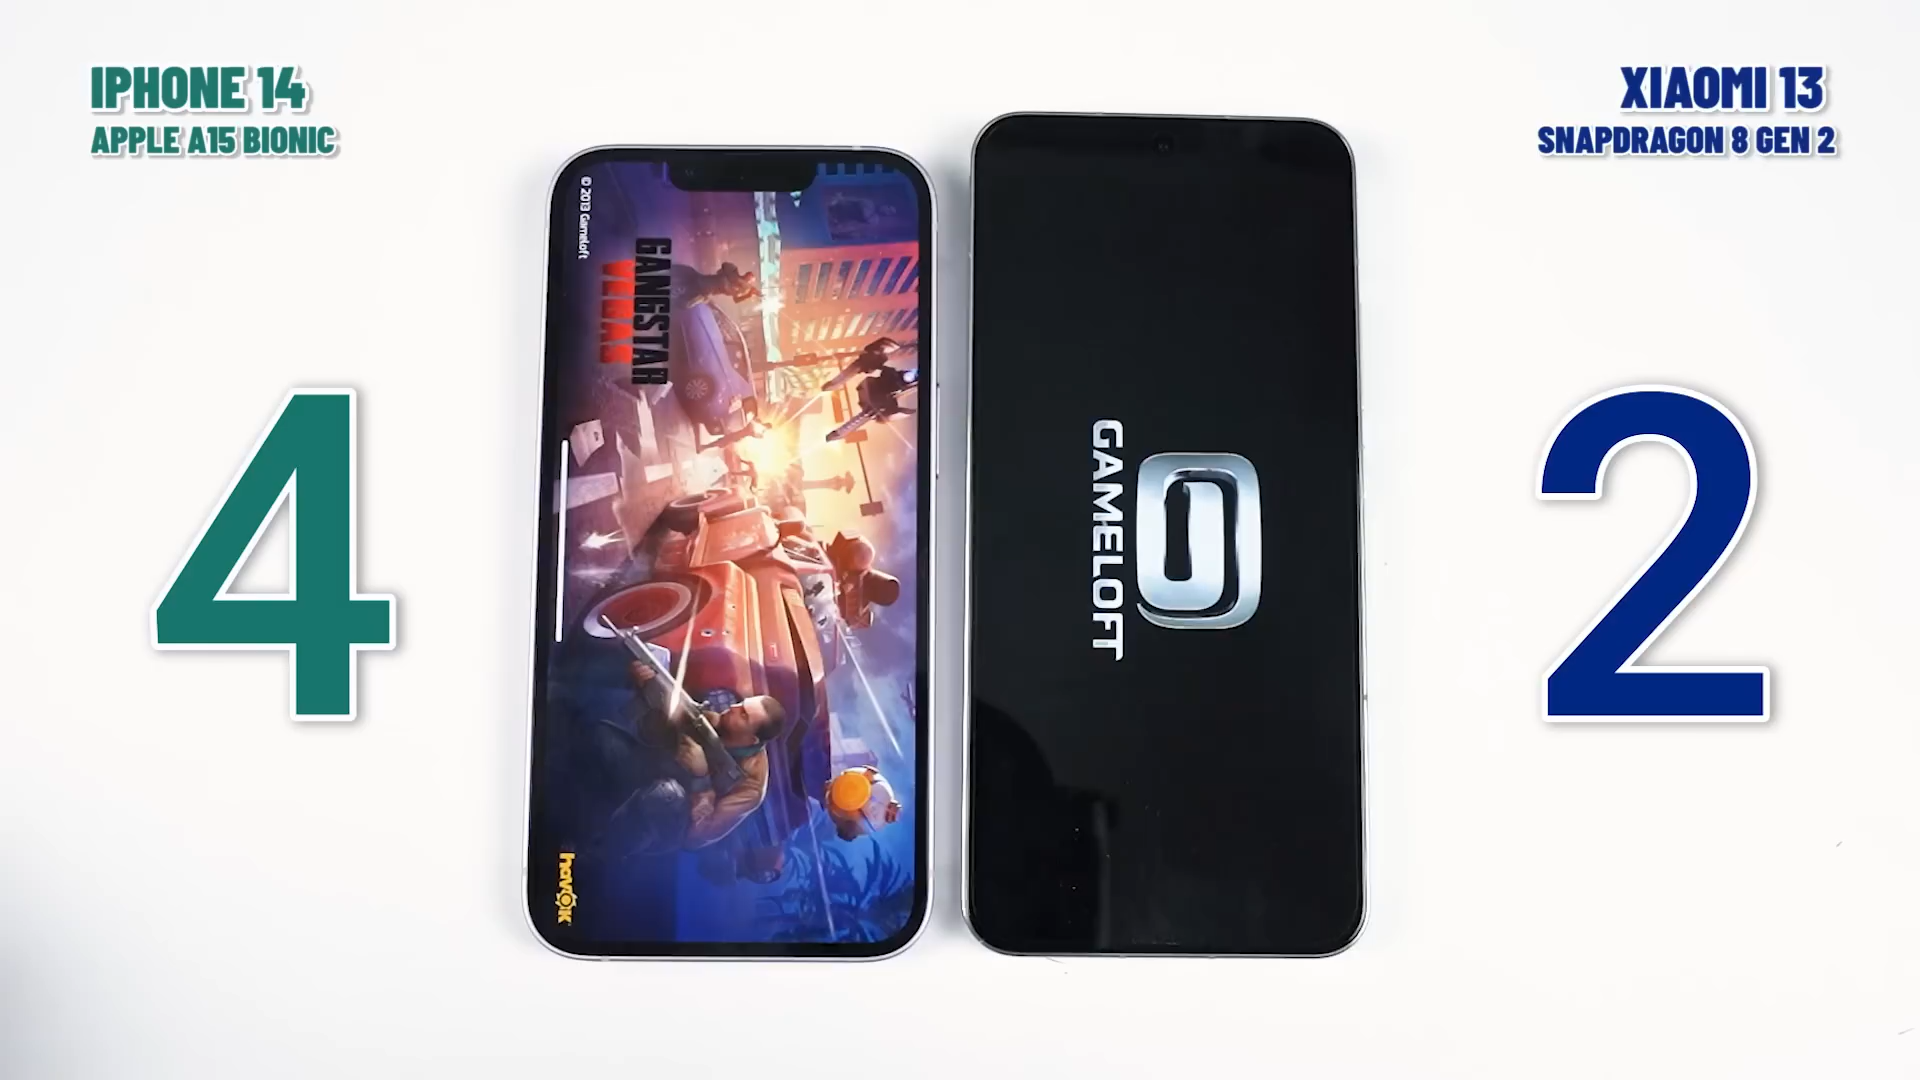 IPHONE 14
APPLE A15 BIONIC
XIAOMI 13
SNAPDRAGON 8 GEN 2
4
2
© 2013 Gameloft
GANGSTAR
VEGAS
havok
GAMELOFT